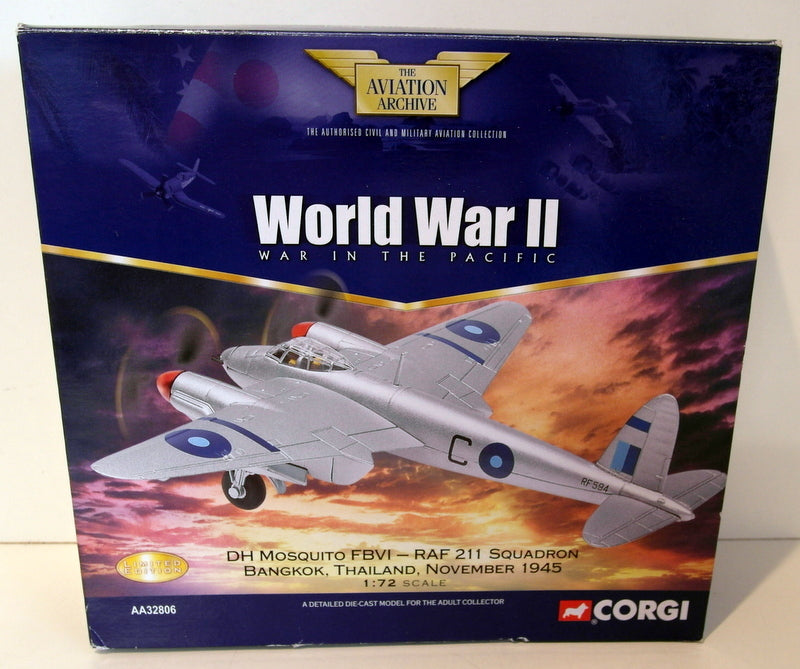 THE
AVIATION
ARCHIVE
THE AUTHORISED CIVIL AND MILITARY AVIATION COLLECTION
World War II
WAR IN THE PACIFIC
C
RF594
DH MOSQUITO FBVI – RAF 211 SQUADRON
BANGKOK, THAILAND, NOVEMBER 1945
1:72 SCALE
LIMITED
EDITION
AA32806
A DETAILED DIE-CAST MODEL FOR THE ADULT COLLECTOR
CORGI